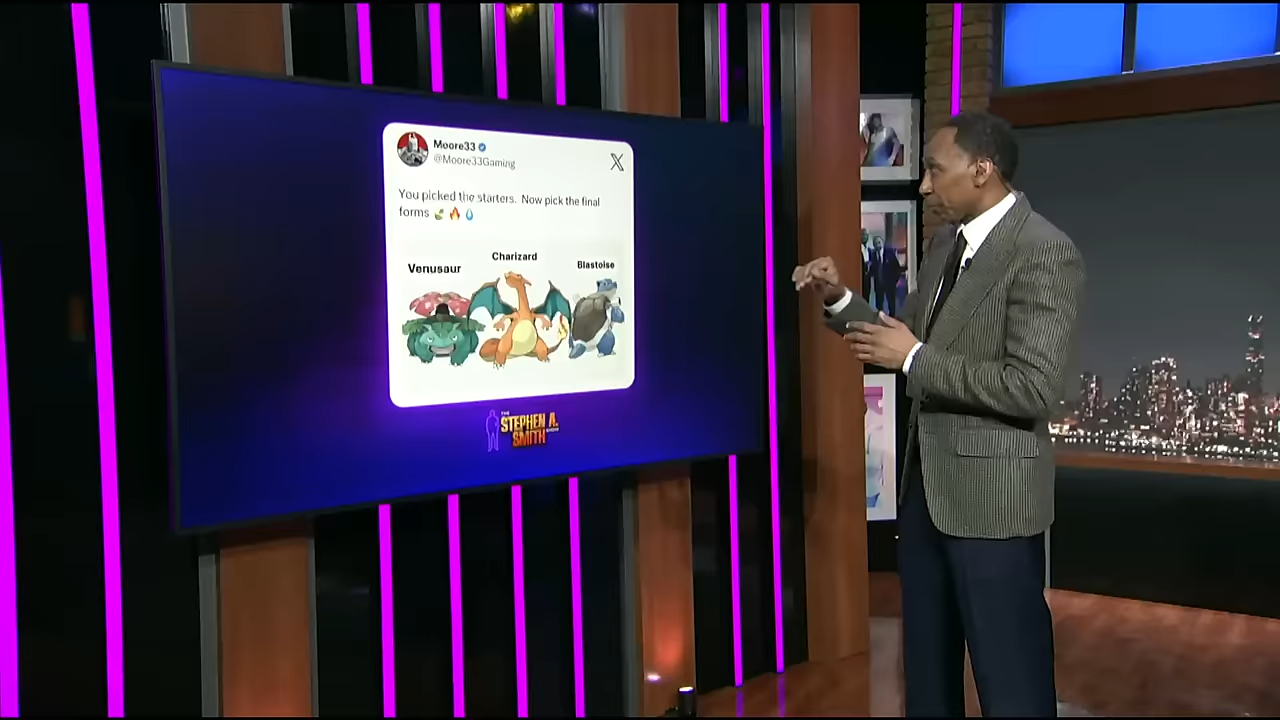 Moore33
@Moore33Gaming
You picked the starters. Now pick the final
forms
Venusaur
Charizard
Blastoise
THE
STEPHEN A.
SMITH
SHOW